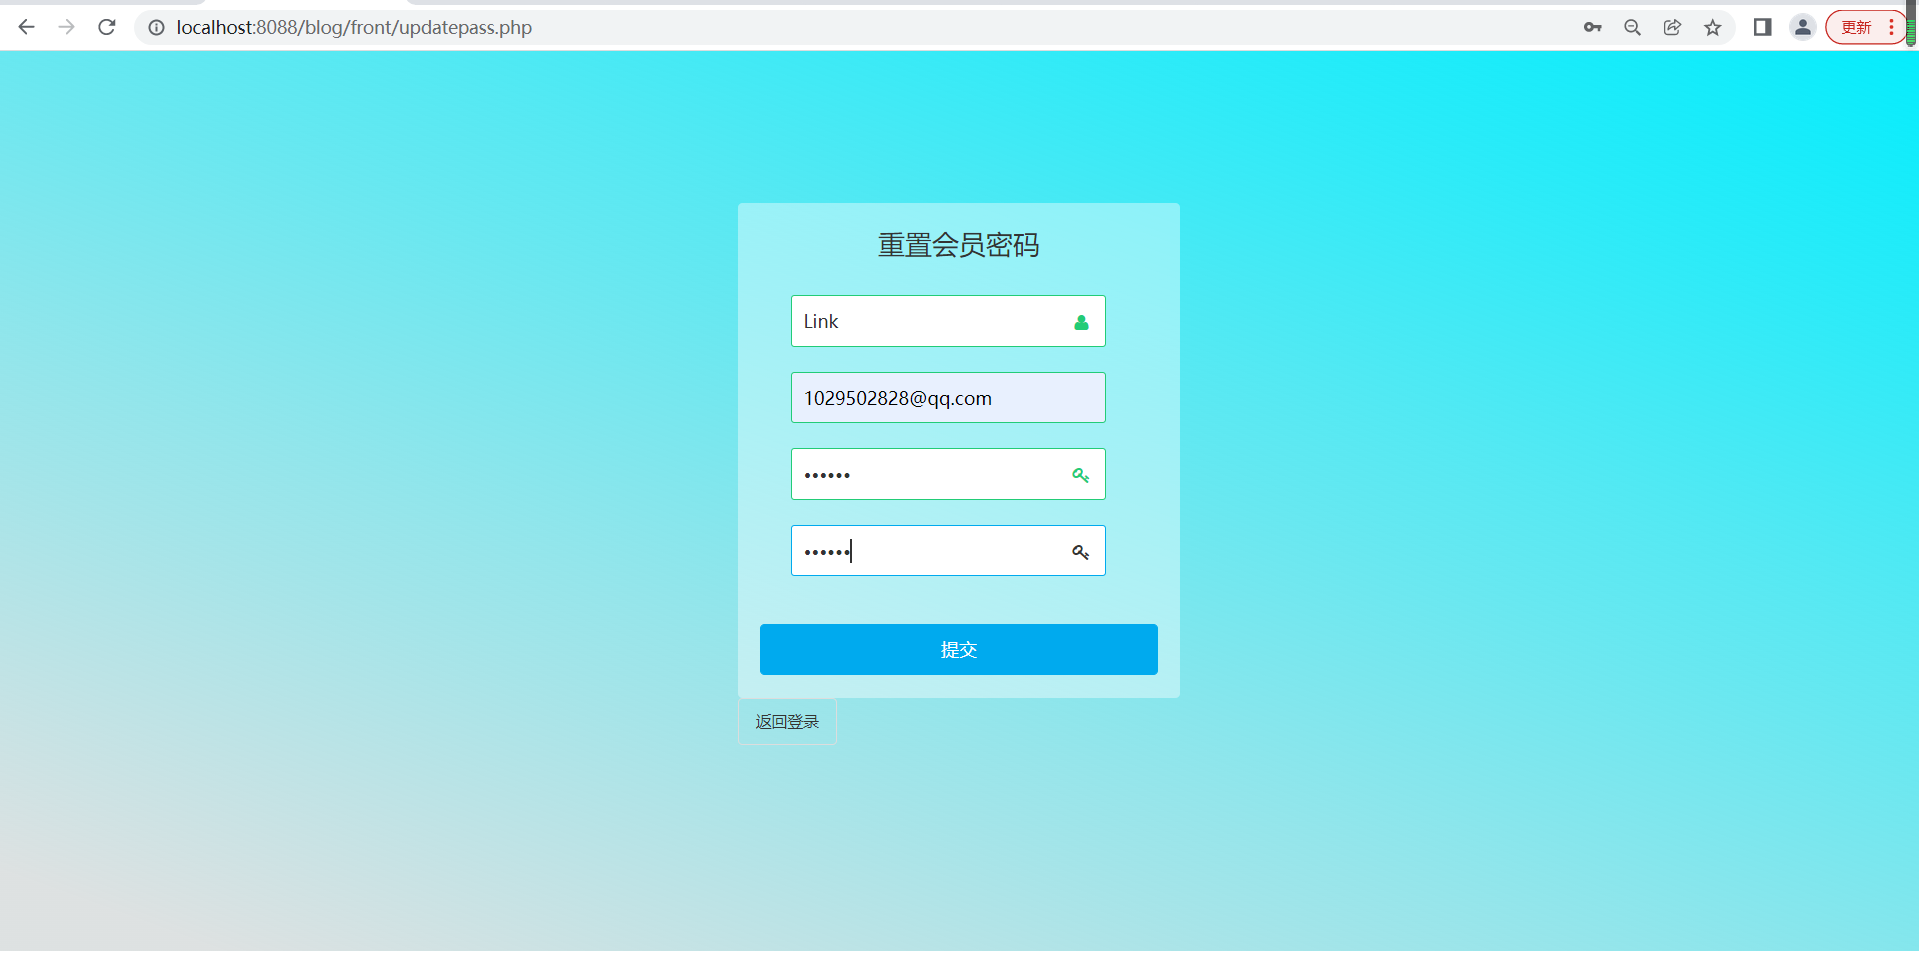 localhost:8088/blog/front/updatepass.php
更新
重置会员密码
Link
1029502828@qq.com
••••••
••••••
提交
返回登录